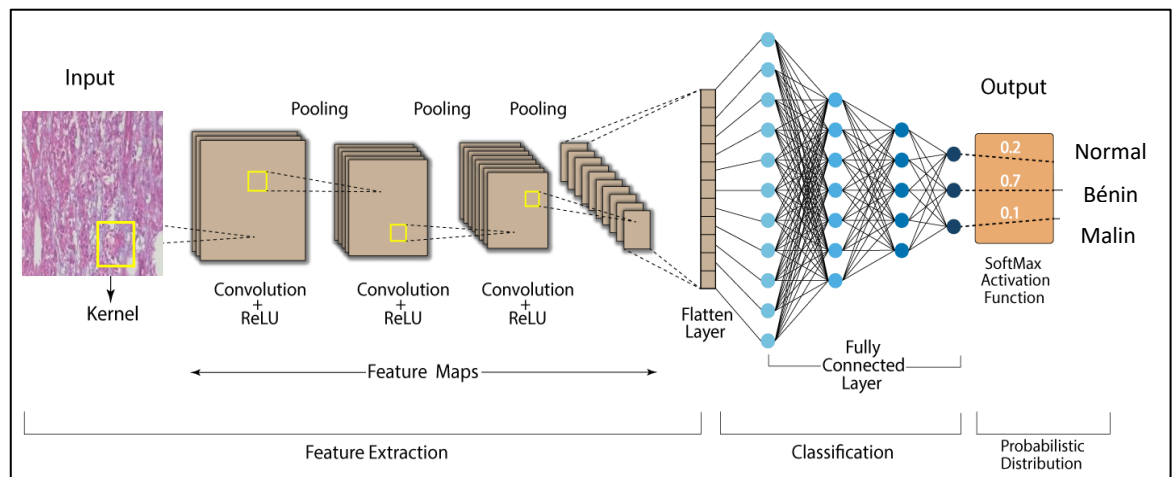 Input
Kernel
Pooling
Pooling
Pooling
Convolution
+
ReLU
Convolution
+
ReLU
Convolution
+
ReLU
Feature Maps
Flatten
Layer
Fully
Connected
Layer
Output
0.2
0.7
0.1
Normal
Bénin
Malin
SoftMax
Activation
Function
Feature Extraction
Classification
Probabilistic
Distribution